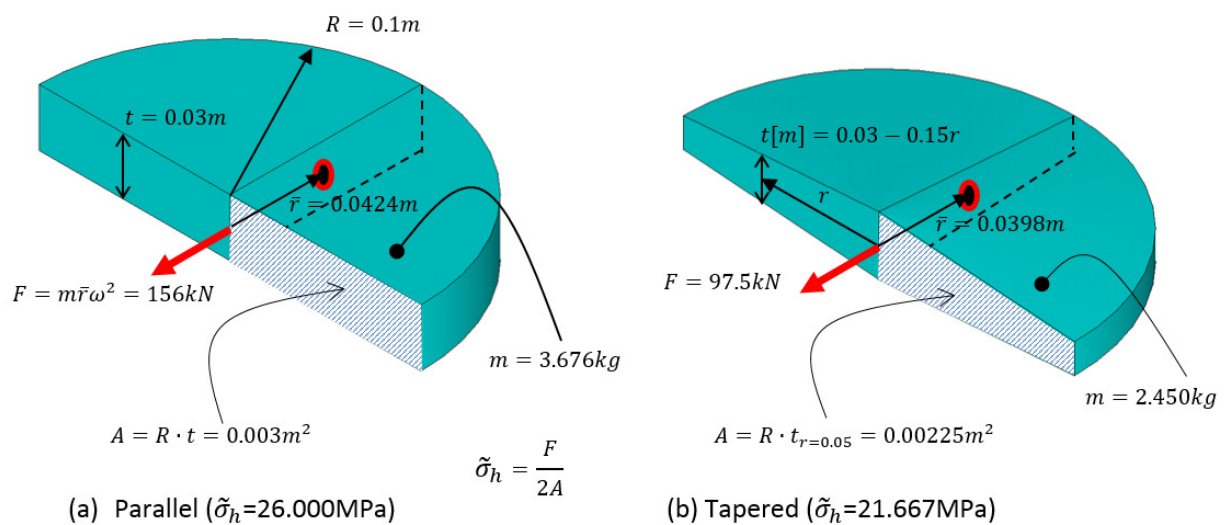 R = 0.1m
t = 0.03m
r̄ = 0.0424m
F = mr̄ω² = 156kN
m = 3.676kg
A = R · t = 0.003m²
σ̃ₕ = F/2A
(a) Parallel (σ̃ₕ=26.000MPa)
t[m] = 0.03 − 0.15r
r
r̄ = 0.0398m
F = 97.5kN
m = 2.450kg
A = R · tᵣ₌₀.₀₅ = 0.00225m²
(b) Tapered (σ̃ₕ=21.667MPa)